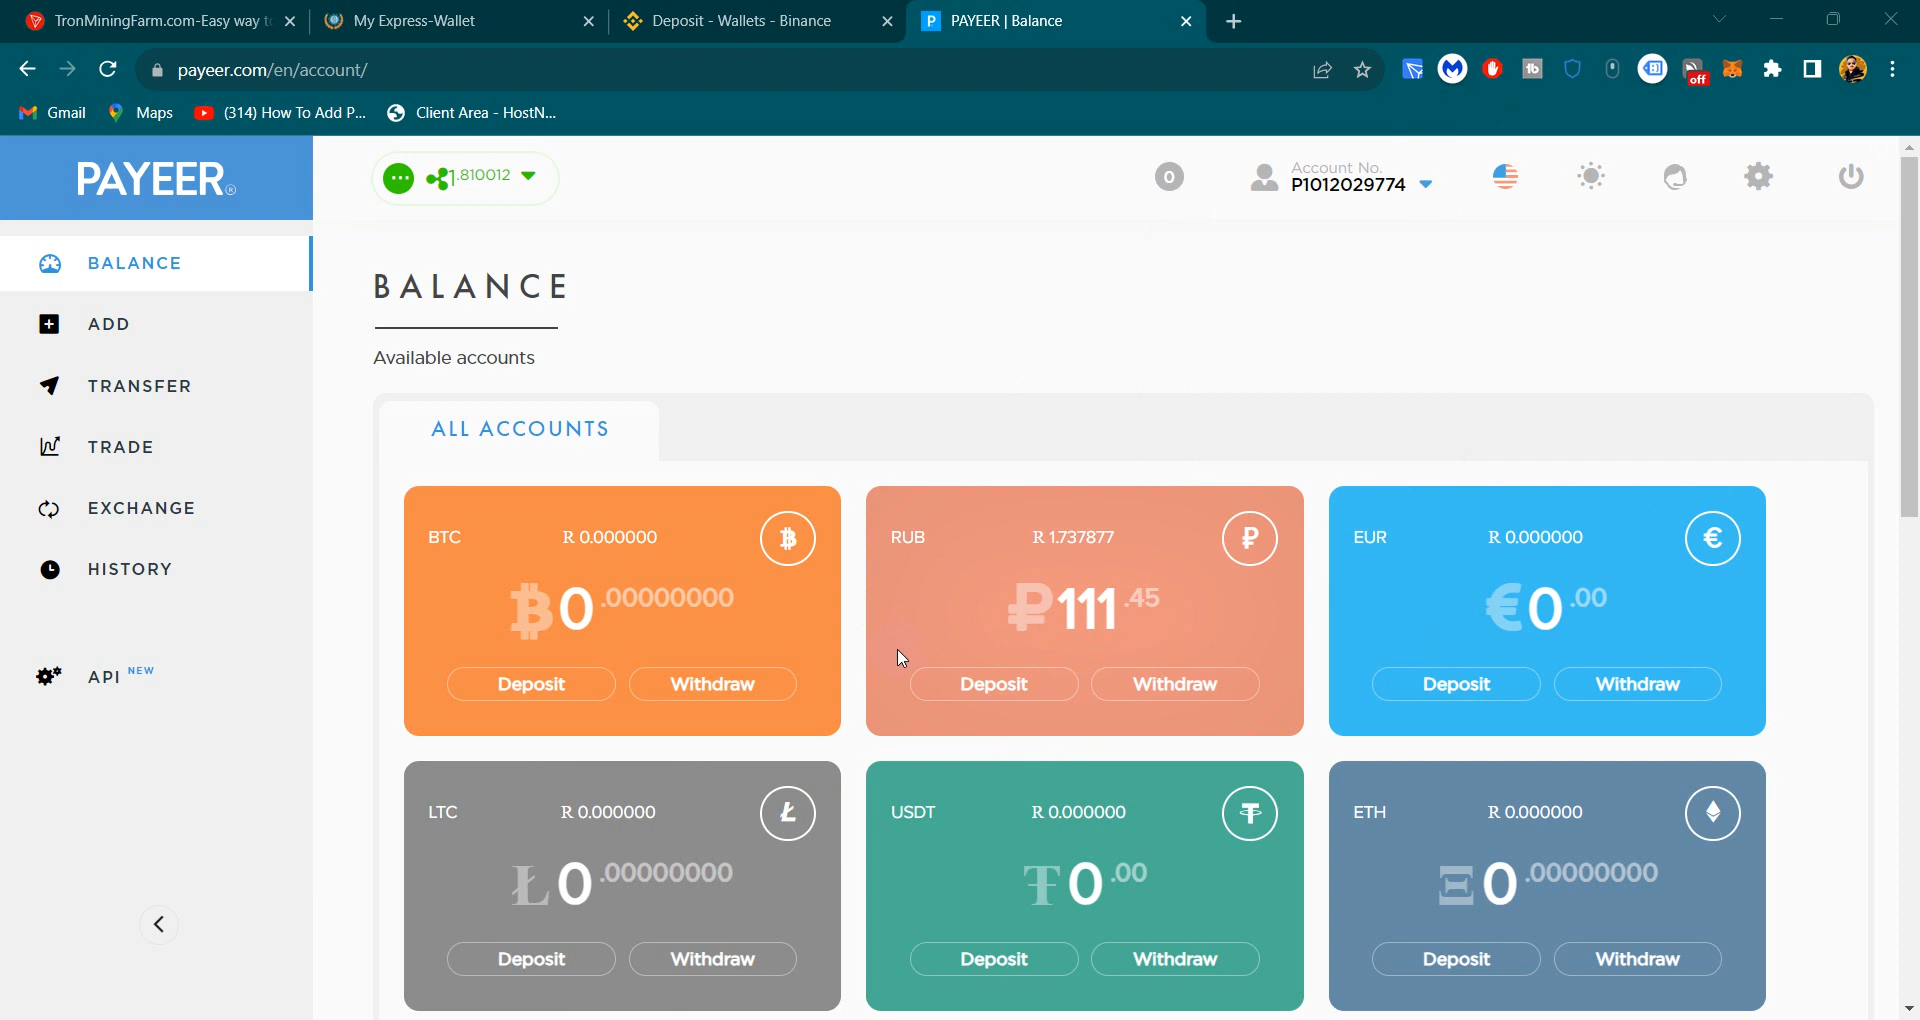 TronMiningFarm.com-Easy way to
My Express-Wallet
Deposit - Wallets - Binance
PAYEER | Balance
payeer.com/en/account/
off
Gmail
Maps
(314) How To Add P...
Client Area - HostN...
PAYEER®
1.810012
0
Account No.
P1012029774
BALANCE
ADD
TRANSFER
TRADE
EXCHANGE
HISTORY
API NEW
BALANCE
Available accounts
ALL ACCOUNTS
BTC R 0.000000
₿0.00000000
Deposit Withdraw
RUB R 1.737877
₽111.45
Deposit Withdraw
EUR R 0.000000
€0.00
Deposit Withdraw
LTC R 0.000000
Ł0.00000000
Deposit Withdraw
USDT R 0.000000
₮0.00
Deposit Withdraw
ETH R 0.000000
Ξ0.00000000
Deposit Withdraw